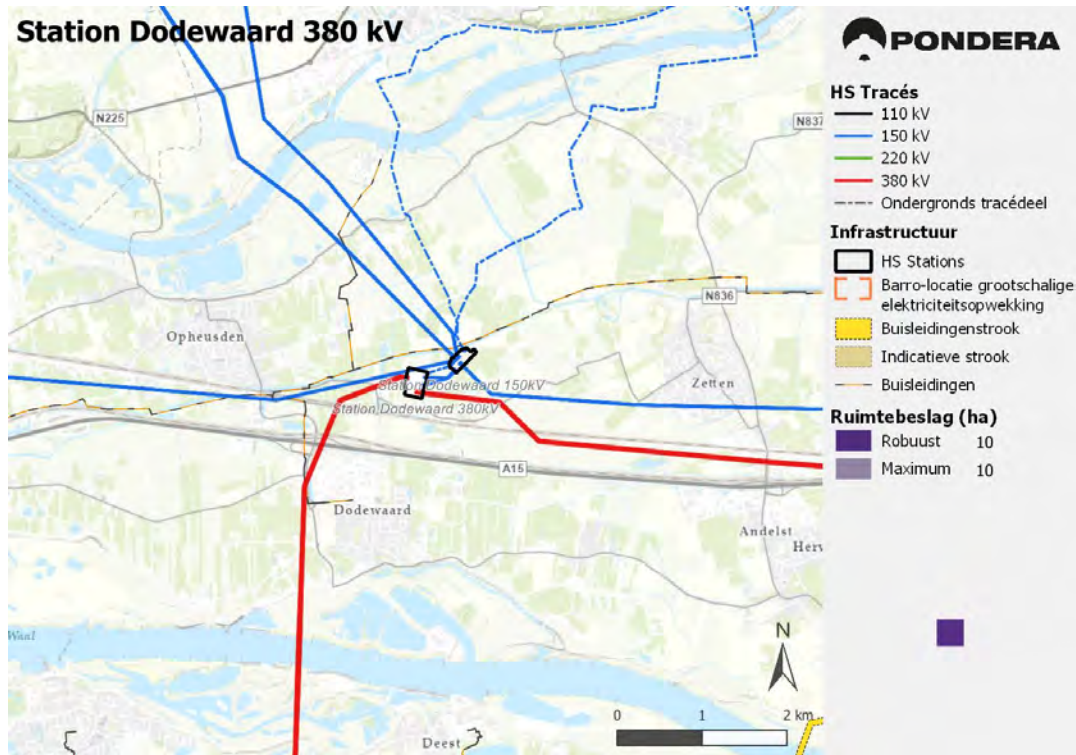 Station Dodewaard 380 kV
PONDERA
HS Tracés
110 kV
150 kV
220 kV
380 kV
Ondergronds tracédeel
Infrastructuur
HS Stations
Barro-locatie grootschalige
elektriciteitsopwekking
Buisleidingenstrook
Indicatieve strook
Buisleidingen
Ruimtebeslag (ha)
Robuust 10
Maximum 10
N225
N837
N836
Opheusden
Zetten
Station Dodewaard 150kV
Station Dodewaard 380kV
A15
Dodewaard
Andelst
Herv
Waal
Deest
N
0 1 2 km